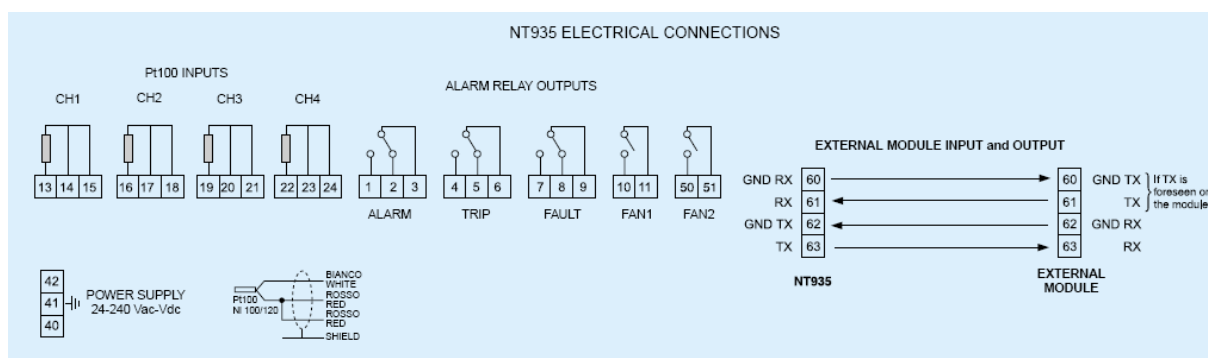 NT935 ELECTRICAL CONNECTIONS
Pt100 INPUTS
CH1 CH2 CH3 CH4
ALARM RELAY OUTPUTS
13 14 15 16 17 18 19 20 21 22 23 24 1 2 3 4 5 6 7 8 9 10 11 50 51
ALARM TRIP FAULT FAN1 FAN2
EXTERNAL MODULE INPUT and OUTPUT
GND RX 60 60 GND TX
RX 61 61 TX
If TX is
foreseen on
the module
GND TX 62 62 GND RX
TX 63 63 RX
NT935
EXTERNAL
MODULE
42
41
40
POWER SUPPLY
24-240 Vac-Vdc
Pt100
NI 100/120
BIANCO
WHITE
ROSSO
RED
ROSSO
RED
SHIELD